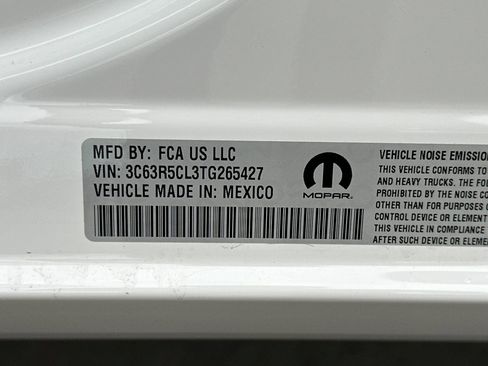 MFD BY: FCA US LLC
VIN: 3C63R5CL3TG265427
VEHICLE MADE IN: MEXICO
MOPAR
VEHICLE NOISE EMISSION
THIS VEHICLE CONFORMS TO
AND HEAVY TRUCKS. THE
PROHIBITED BY THE NOISE CO
OTHER THAN FOR PURPOSES
CONTROL DEVICE OR ELEMENT
THIS VEHICLE IN COMPLIANCE
AFTER SUCH DEVICE OR ELEME